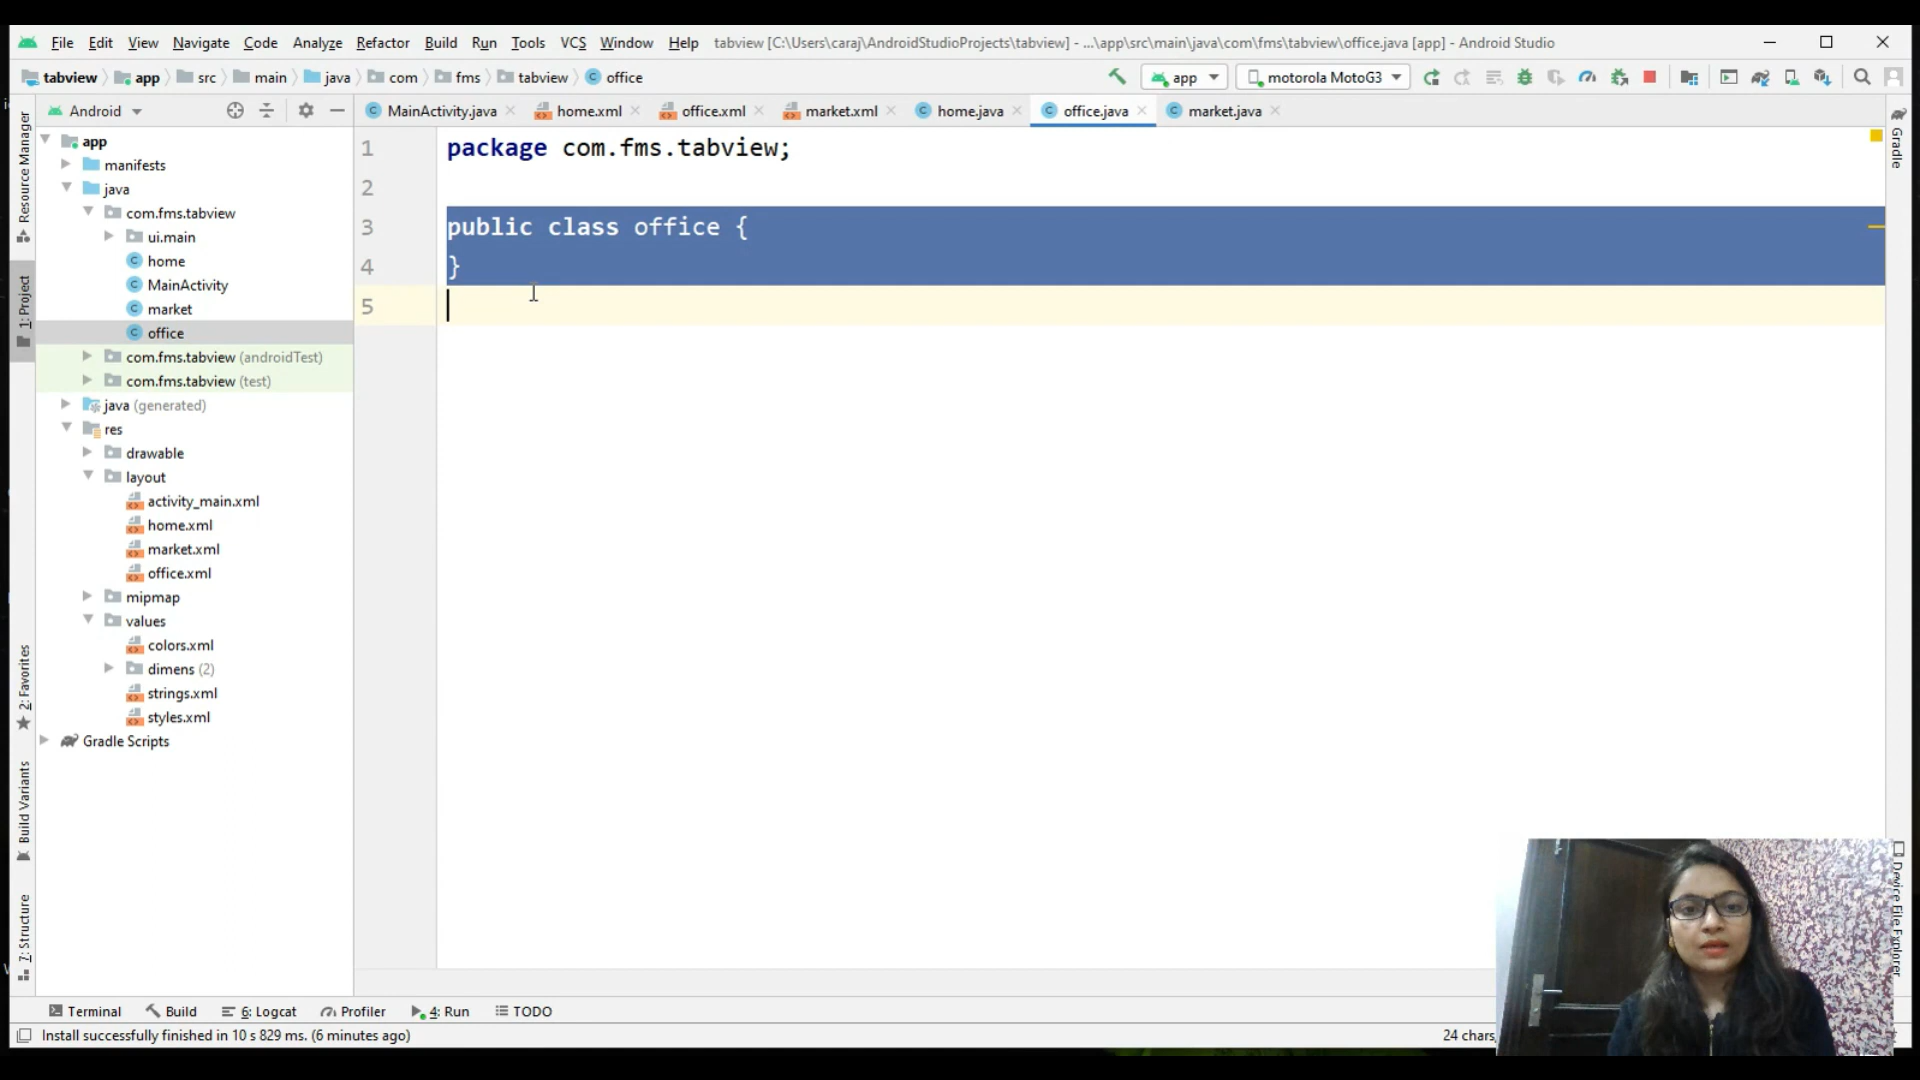 File Edit View Navigate Code Analyze Refactor Build Run Tools VCS Window Help tabview [C:\Users\caraj\AndroidStudioProjects\tabview] - ...\app\src\main\java\com\fms\tabview\office.java [app] - Android Studio
tabview app src main java com fms tabview office app motorola MotoG3
Android MainActivity.java home.xml office.xml market.xml home.java office.java market.java
Resource Manager
1: Project
2: Favorites
Build Variants
7: Structure
app
manifests
java
com.fms.tabview
ui.main
home
MainActivity
market
office
com.fms.tabview (androidTest)
com.fms.tabview (test)
java (generated)
res
drawable
layout
activity_main.xml
home.xml
market.xml
office.xml
mipmap
values
colors.xml
dimens (2)
strings.xml
styles.xml
Gradle Scripts
1 package com.fms.tabview;
2
3 public class office {
4 }
5
Gradle
Device File Explorer
Terminal Build 6: Logcat Profiler 4: Run TODO
Install successfully finished in 10 s 829 ms. (6 minutes ago) 24 chars,